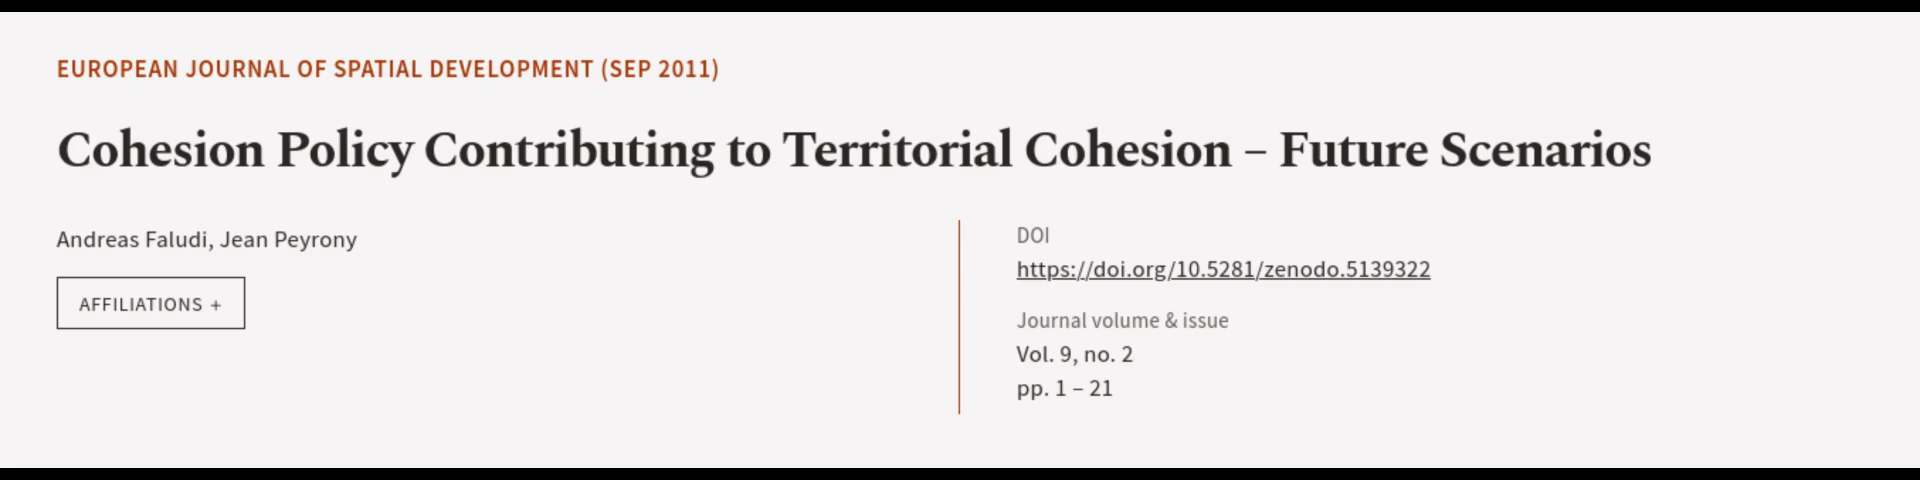 EUROPEAN JOURNAL OF SPATIAL DEVELOPMENT (SEP 2011)
Cohesion Policy Contributing to Territorial Cohesion – Future Scenarios
Andreas Faludi, Jean Peyrony
AFFILIATIONS +
DOI
https://doi.org/10.5281/zenodo.5139322
Journal volume & issue
Vol. 9, no. 2
pp. 1 – 21